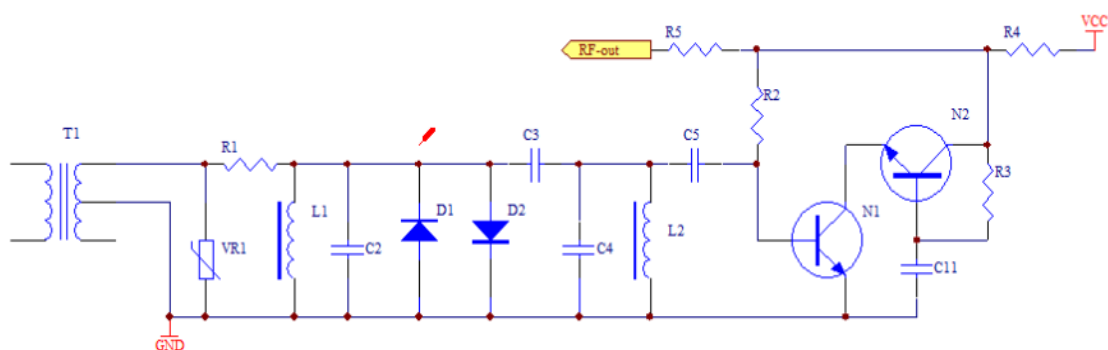 VCC
R5
R4
RF-out
R2
N2
T1
R1
C3
C5
R3
L1
D1
D2
N1
VR1
C2
C4
L2
C11
GND